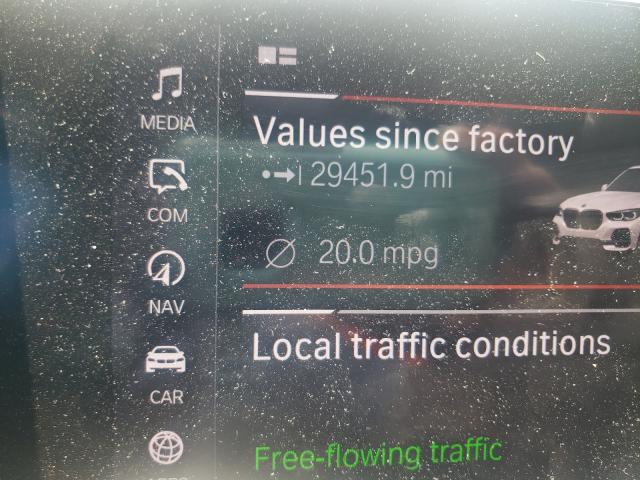 Values since factory
29451.9 mi
20.0 mpg
Local traffic conditions
Free-flowing traffic
MEDIA
COM
NAV
CAR